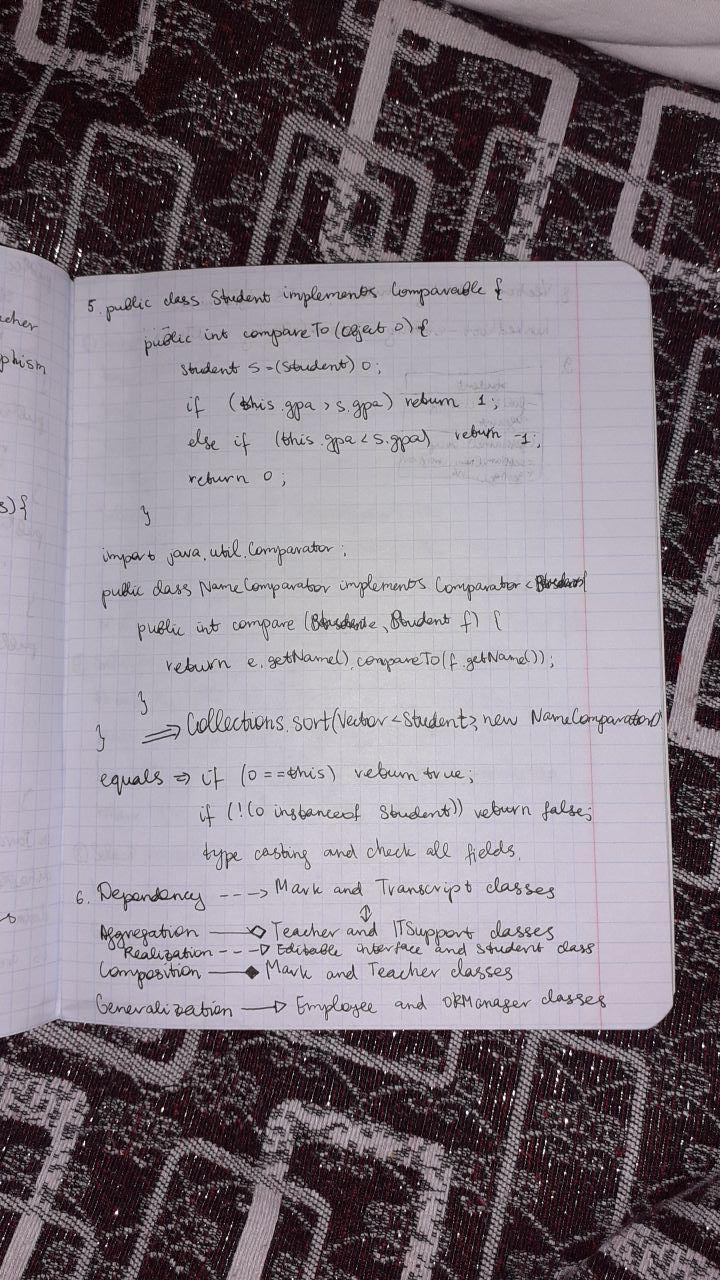 cher
phism
s) {
5. public class Student implements Comparable {
public int compareTo (Object o) {
Student s = (Student) o;
if (this.gpa > s.gpa) return 1;
else if (this.gpa < s.gpa) return -1;
return 0;
}
import java.util.Comparator;
public class NameComparator implements Comparator <
public int compare ( e, Student f) {
return e.getName().compareTo(f.getName());
}
} => Collections.sort(Vector <Student>, new NameComparator()
equals => if (o == this) return true;
if (!(o instanceof Student)) return false;
type casting and check all fields.
6. Dependency ---> Mark and Transcript classes
Aggregation —◇ Teacher and ITSupport classes
Realization ---▷ Editable interface and Student class
Composition —◆ Mark and Teacher classes
Generalization —▷ Employee and ORManager classes